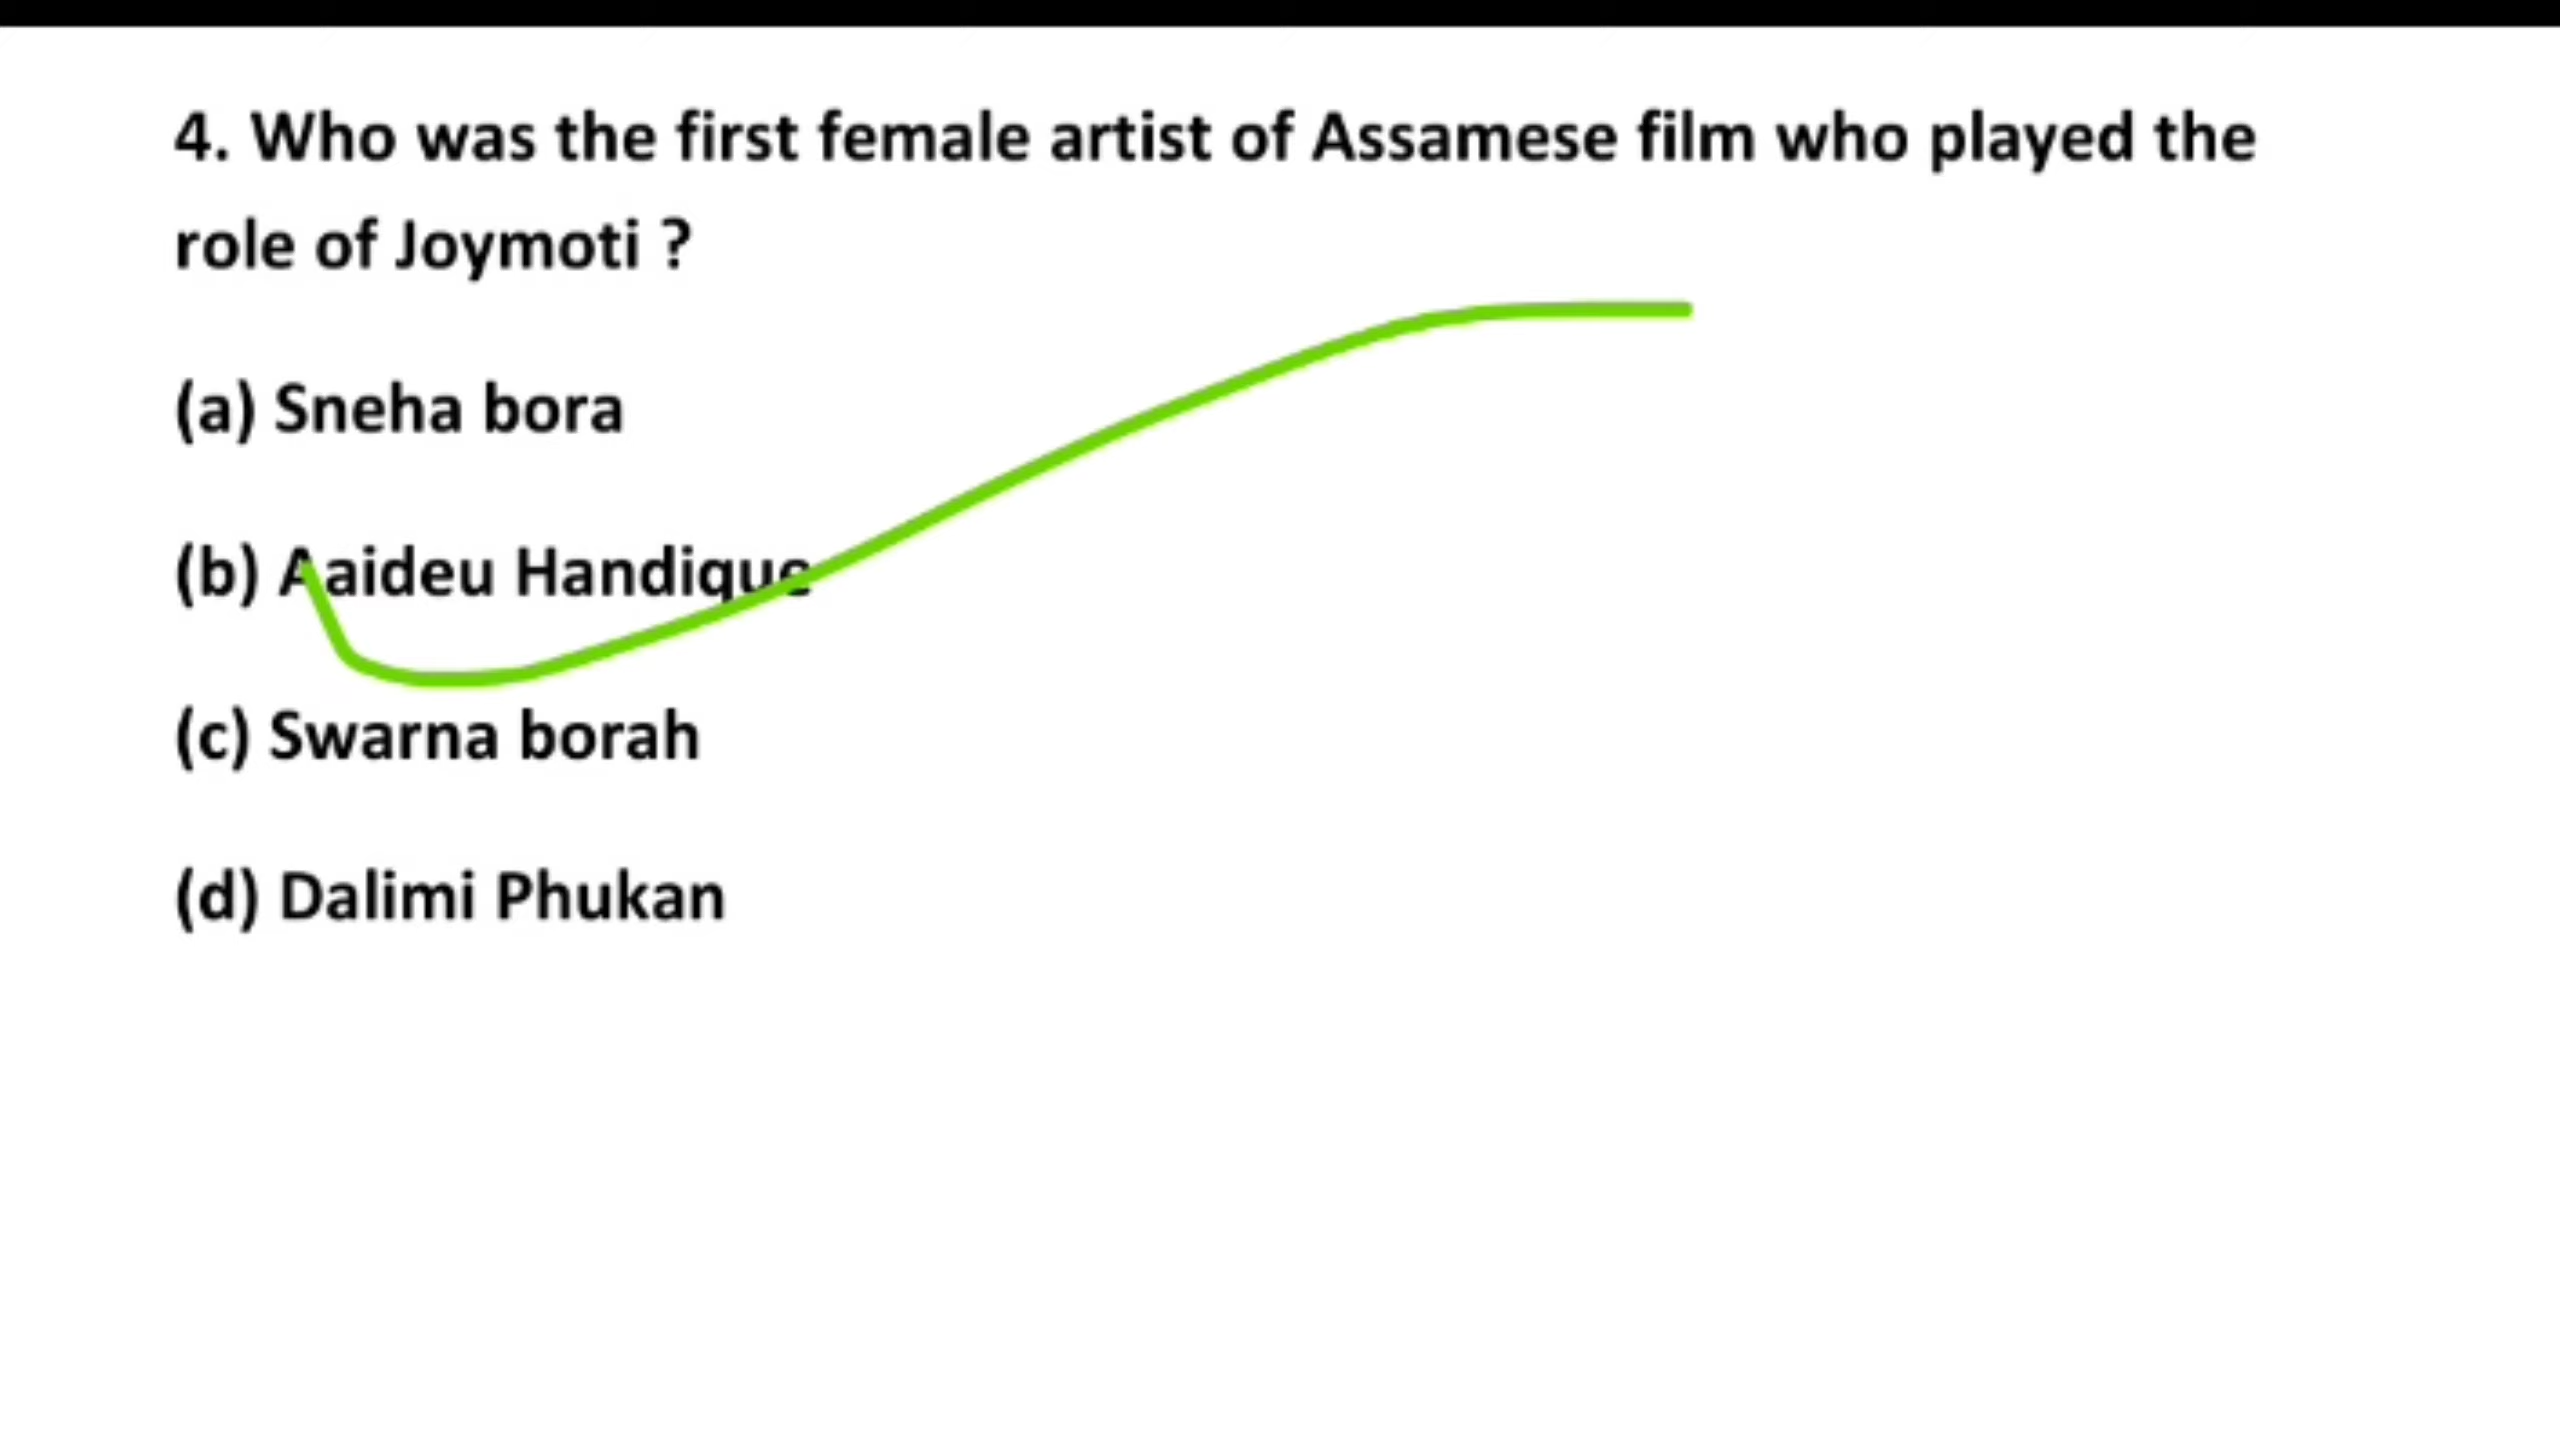 4. Who was the first female artist of Assamese film who played the
role of Joymoti ?
(a) Sneha bora
(b) Aaideu Handique
(c) Swarna borah
(d) Dalimi Phukan